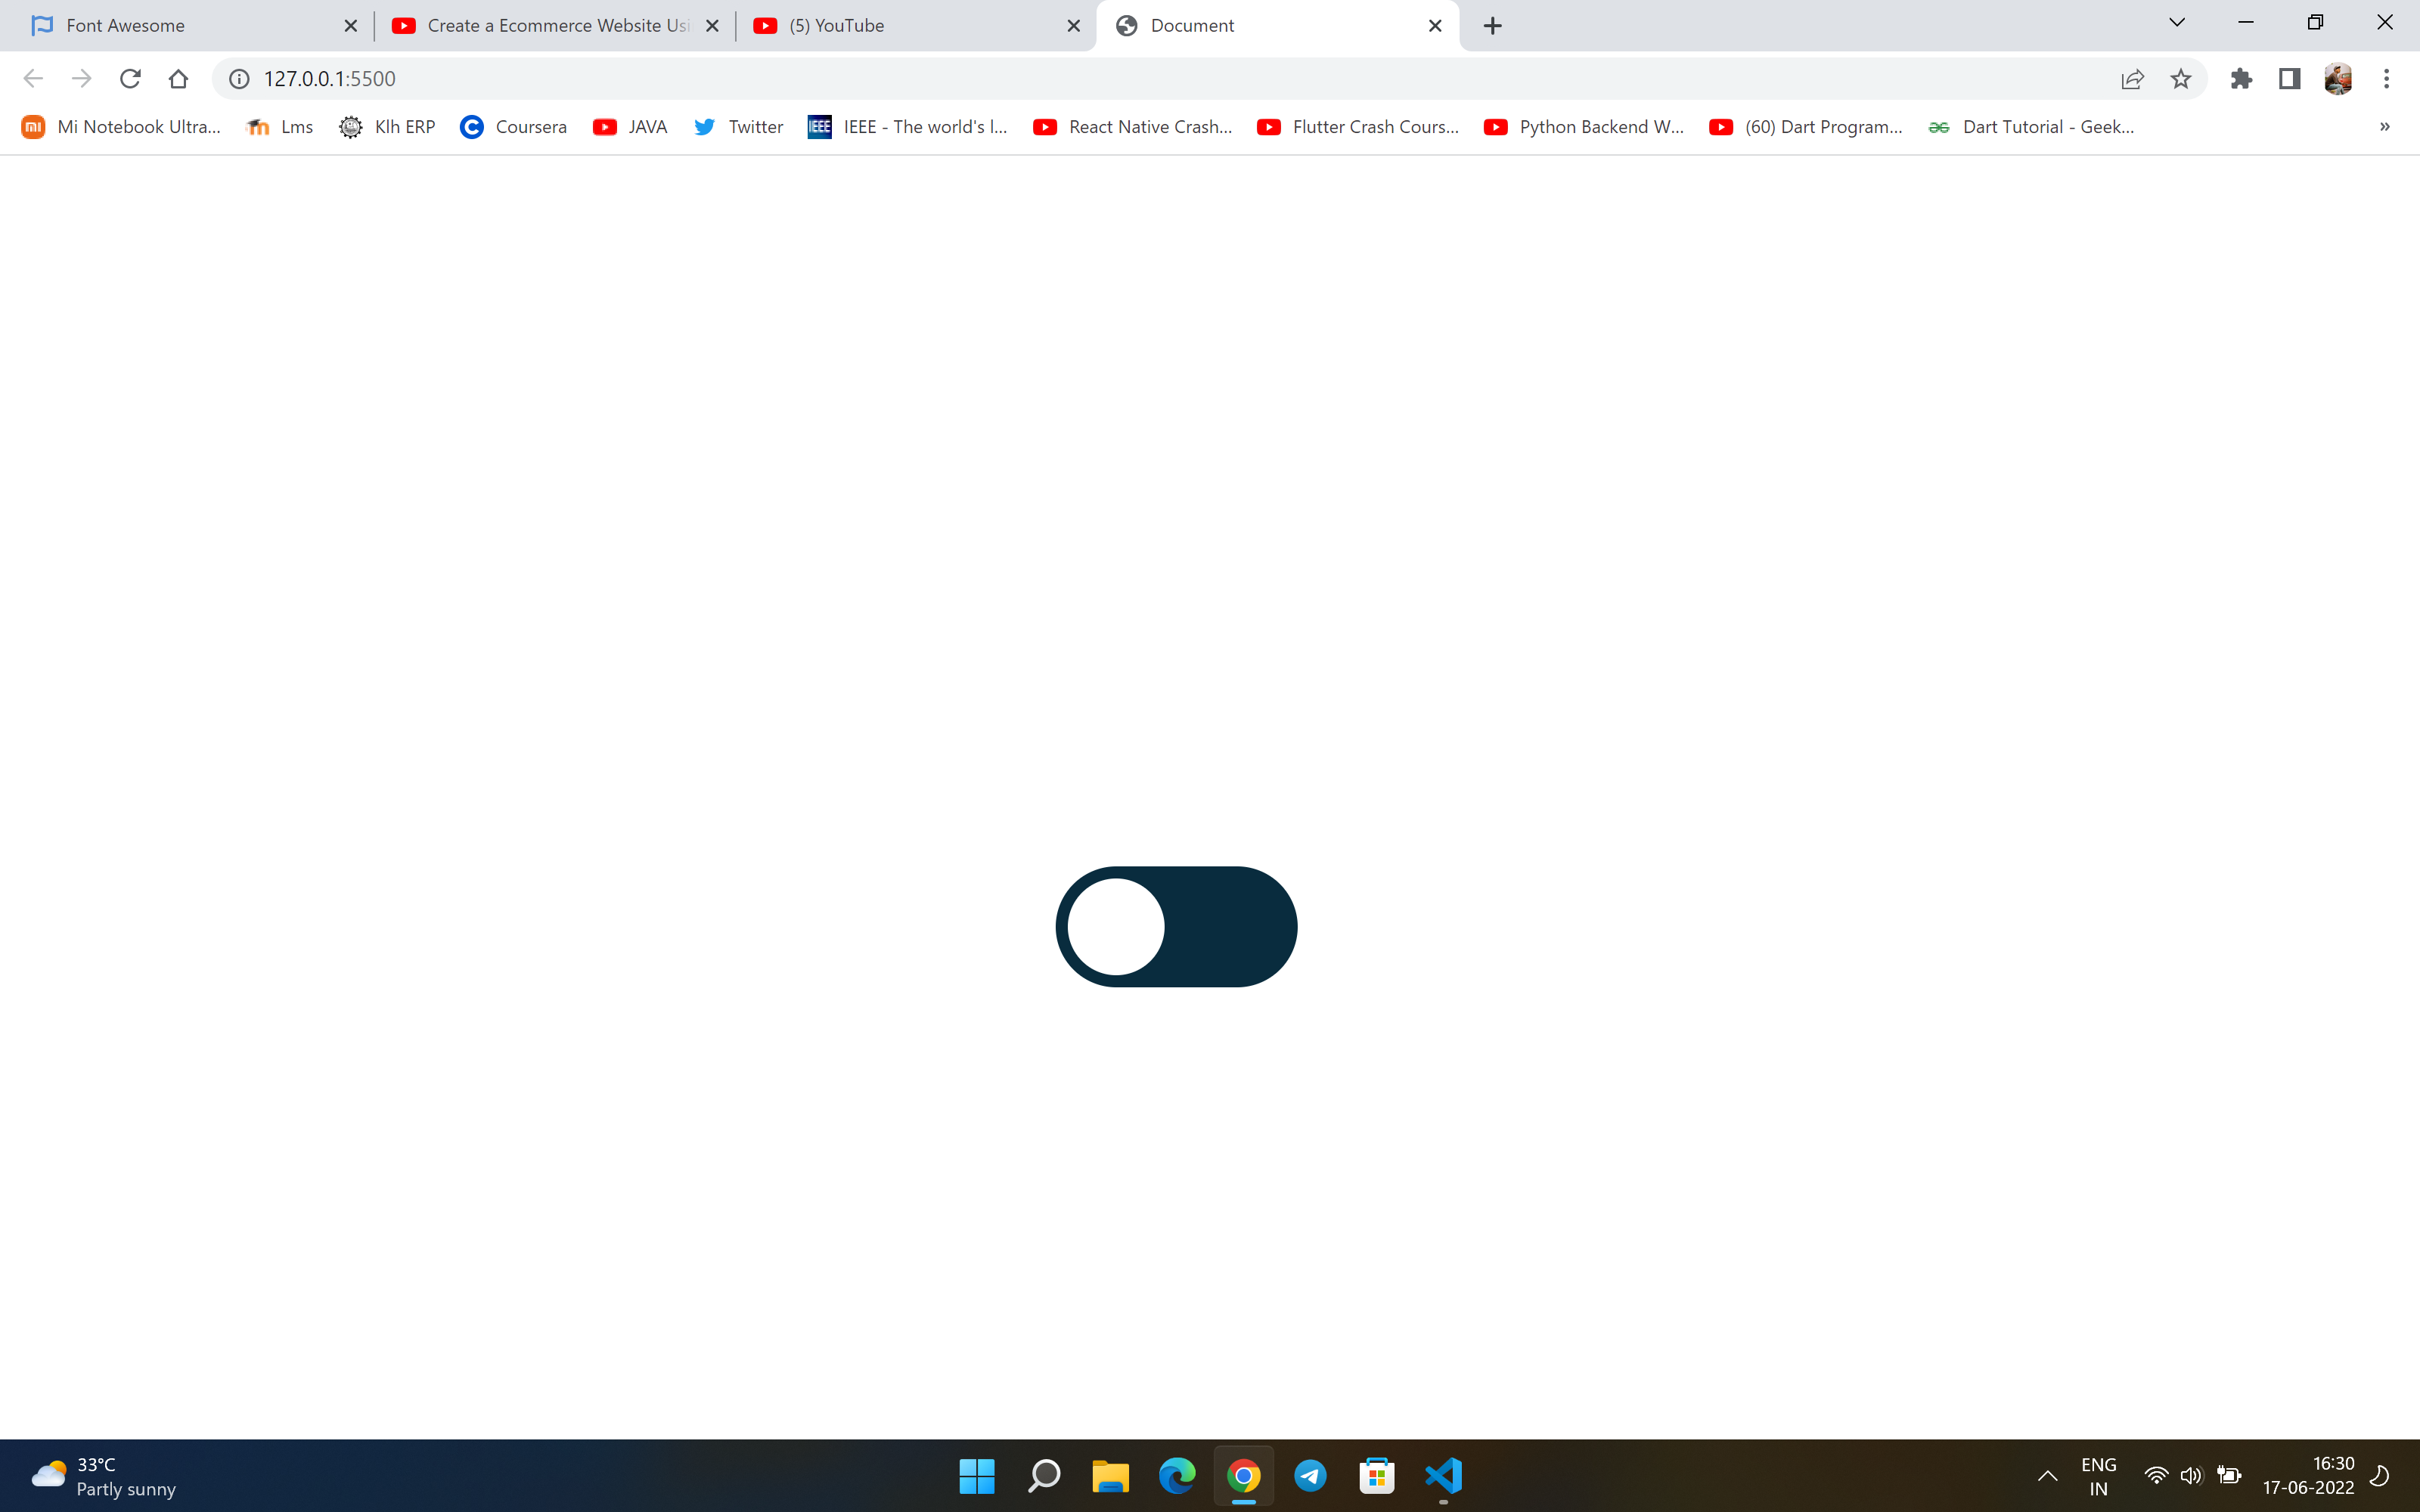 Font Awesome
Create a Ecommerce Website Usi
(5) YouTube
Document
127.0.0.1:5500
Mi Notebook Ultra...
Lms
Klh ERP
Coursera
JAVA
Twitter
IEEE
IEEE - The world's l...
React Native Crash...
Flutter Crash Cours...
Python Backend W...
(60) Dart Program...
Dart Tutorial - Geek...
»
33°C
Partly sunny
ENG
IN
16:30
17-06-2022